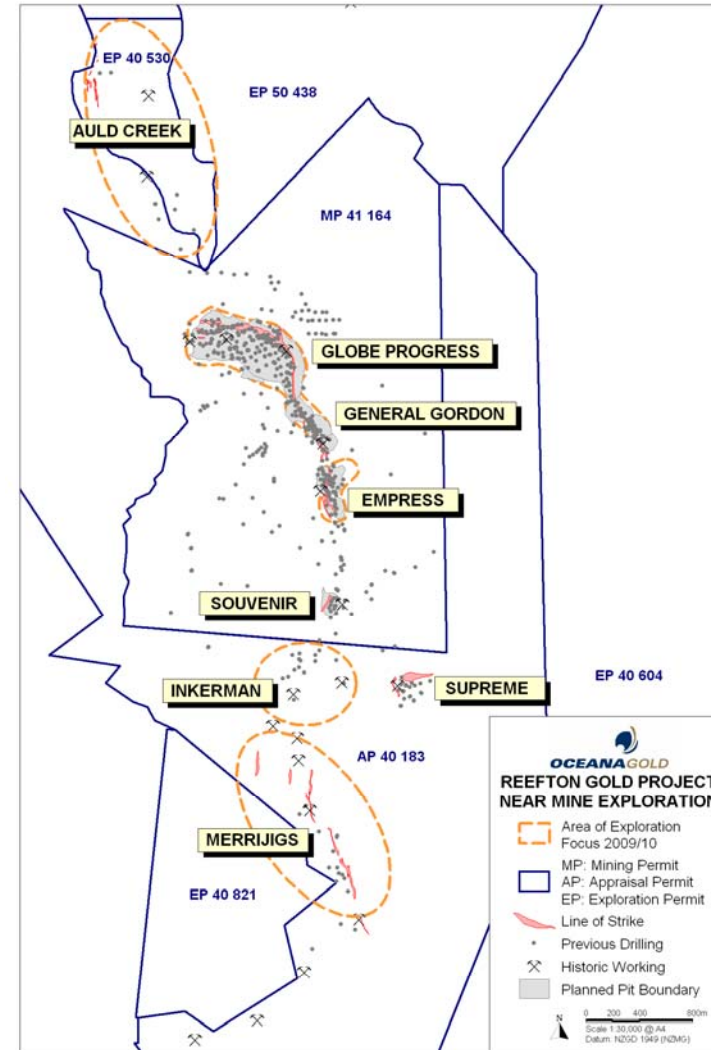 EP 40 530
EP 50 438
AULD CREEK
MP 41 164
GLOBE PROGRESS
GENERAL GORDON
EMPRESS
SOUVENIR
EP 40 604
INKERMAN
SUPREME
AP 40 183
MERRIJIGS
EP 40 821
OCEANAGOLD
REEFTON GOLD PROJECT
NEAR MINE EXPLORATION
Area of Exploration
Focus 2009/10
MP: Mining Permit
AP: Appraisal Permit
EP: Exploration Permit
Line of Strike
Previous Drilling
Historic Working
Planned Pit Boundary
N
0 200 400 800m
Scale 1:30,000 @ A4
Datum: NZGD 1949 (NZMG)